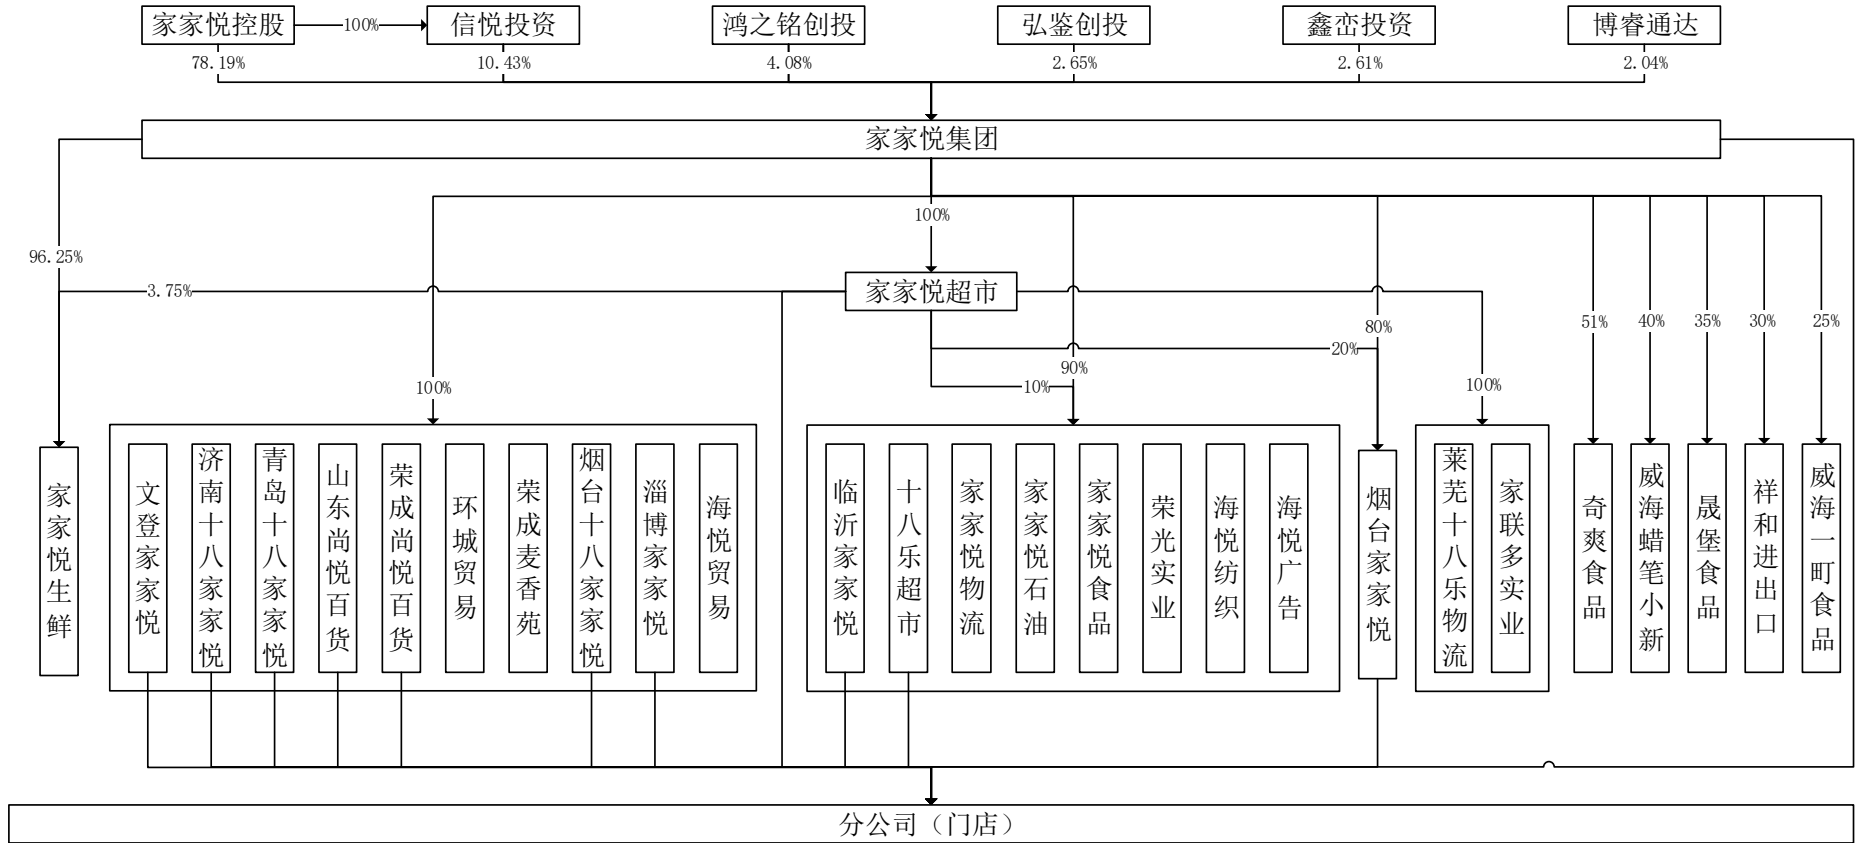 家家悦控股
100%
信悦投资
鸿之铭创投
弘鉴创投
鑫峦投资
博睿通达
78.19%
10.43%
4.08%
2.65%
2.61%
2.04%
家家悦集团
100%
96.25%
3.75%
家家悦超市
51%
40%
35%
30%
25%
80%
20%
90%
10%
100%
100%
家家悦生鲜
文登家家悦
济南十八家家悦
青岛十八家家悦
山东尚悦百货
荣成尚悦百货
环城贸易
荣成麦香苑
烟台十八家家悦
淄博家家悦
海悦贸易
临沂家家悦
十八乐超市
家家悦物流
家家悦石油
家家悦食品
荣光实业
海悦纺织
海悦广告
烟台家家悦
莱芜十八乐物流
家联多实业
奇爽食品
威海蜡笔小新
晟堡食品
祥和进出口
威海一町食品
分公司（门店）